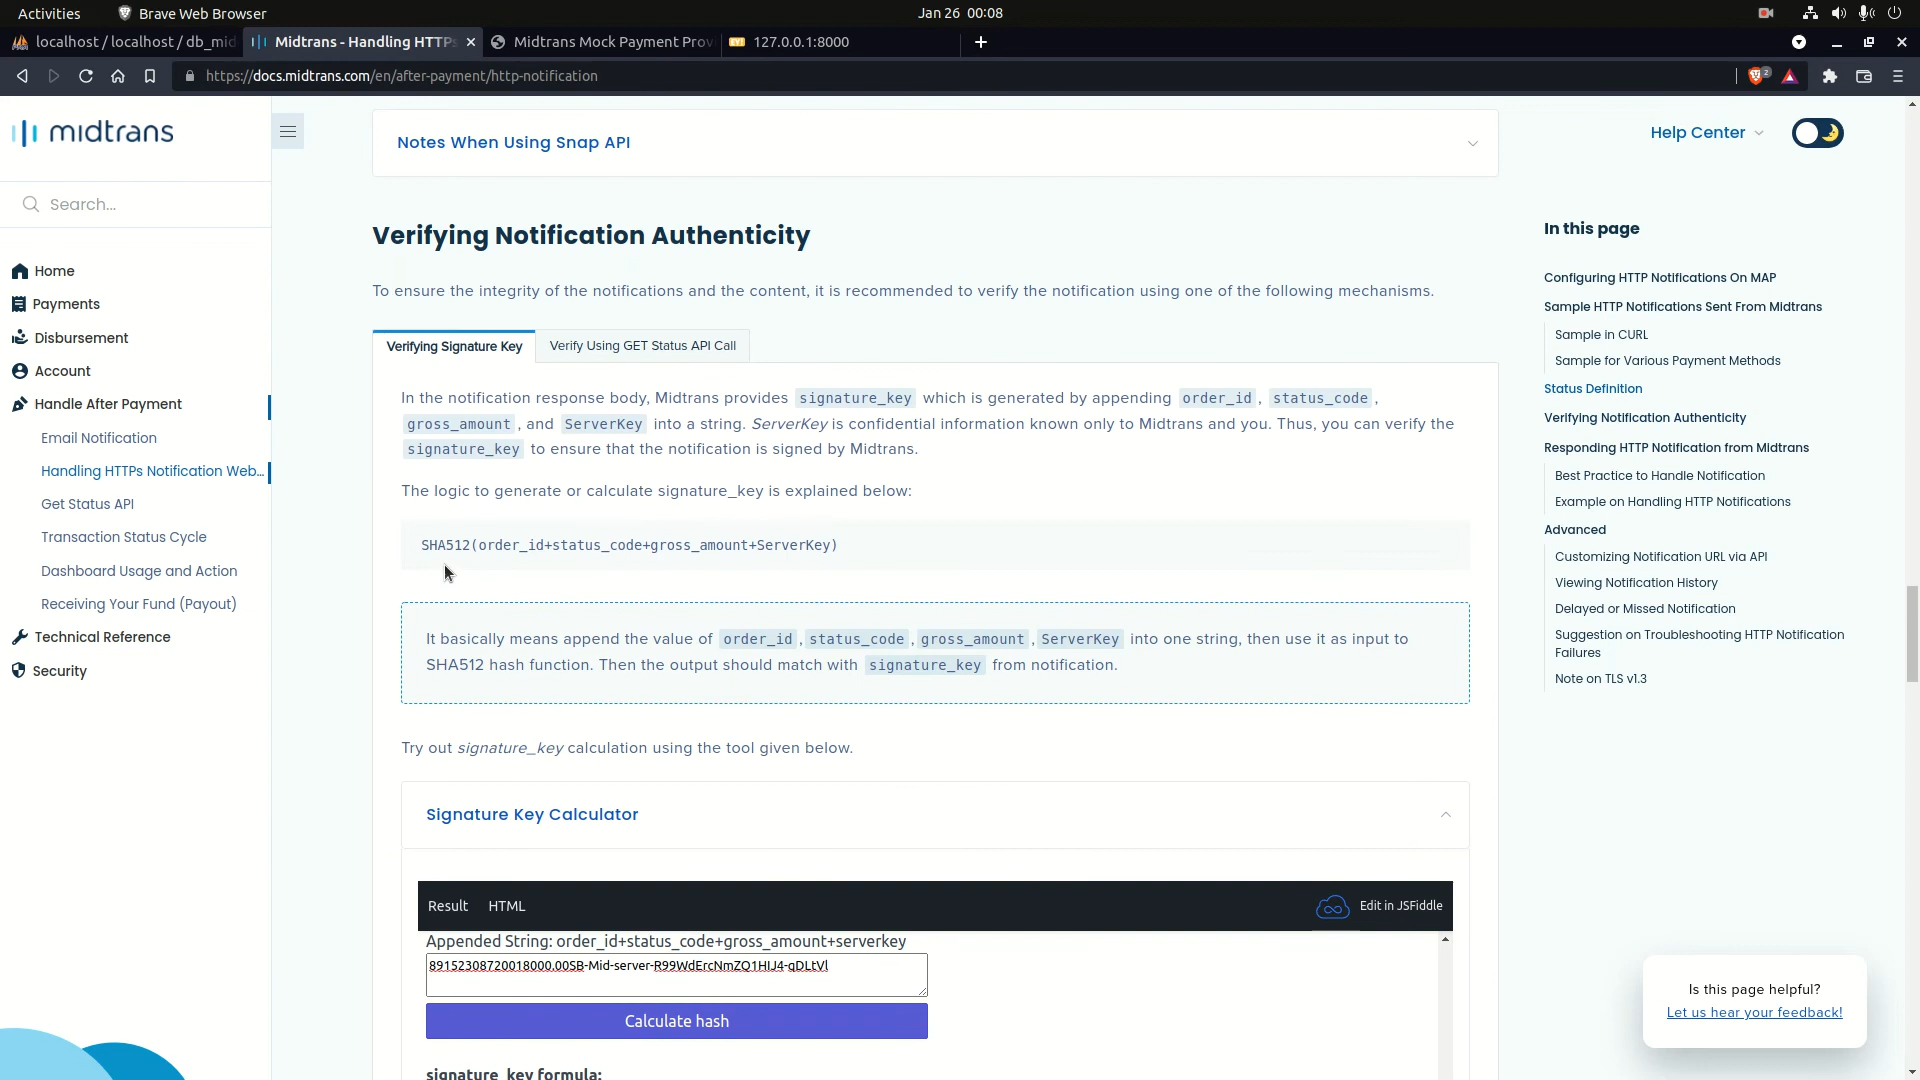 Activities
Brave Web Browser
Jan 26 00:08
localhost / localhost / db_mid
Midtrans - Handling HTTPs
Midtrans Mock Payment Prov
127.0.0.1:8000
https://docs.midtrans.com/en/after-payment/http-notification
2
midtrans
Search...
Home
Payments
Disbursement
Account
Handle After Payment
Email Notification
Handling HTTPs Notification Web...
Get Status API
Transaction Status Cycle
Dashboard Usage and Action
Receiving Your Fund (Payout)
Technical Reference
Security
Notes When Using Snap API
Help Center
Verifying Notification Authenticity
To ensure the integrity of the notifications and the content, it is recommended to verify the notification using one of the following mechanisms.
Verifying Signature Key
Verify Using GET Status API Call
In the notification response body, Midtrans provides signature_key which is generated by appending order_id, status_code,
gross_amount, and ServerKey into a string. ServerKey is confidential information known only to Midtrans and you. Thus, you can verify the
signature_key to ensure that the notification is signed by Midtrans.
The logic to generate or calculate signature_key is explained below:
SHA512(order_id+status_code+gross_amount+ServerKey)
It basically means append the value of order_id,status_code,gross_amount,ServerKey into one string, then use it as input to
SHA512 hash function. Then the output should match with signature_key from notification.
Try out signature_key calculation using the tool given below.
Signature Key Calculator
Result
HTML
Edit in JSFiddle
Appended String: order_id+status_code+gross_amount+serverkey
89152308720018000.00SB-Mid-server-R99WdErcNmZQ1HIJ4-qDLtVl
Calculate hash
signature_key formula:
In this page
Configuring HTTP Notifications On MAP
Sample HTTP Notifications Sent From Midtrans
Sample in CURL
Sample for Various Payment Methods
Status Definition
Verifying Notification Authenticity
Responding HTTP Notification from Midtrans
Best Practice to Handle Notification
Example on Handling HTTP Notifications
Advanced
Customizing Notification URL via API
Viewing Notification History
Delayed or Missed Notification
Suggestion on Troubleshooting HTTP Notification
Failures
Note on TLS v1.3
Is this page helpful?
Let us hear your feedback!